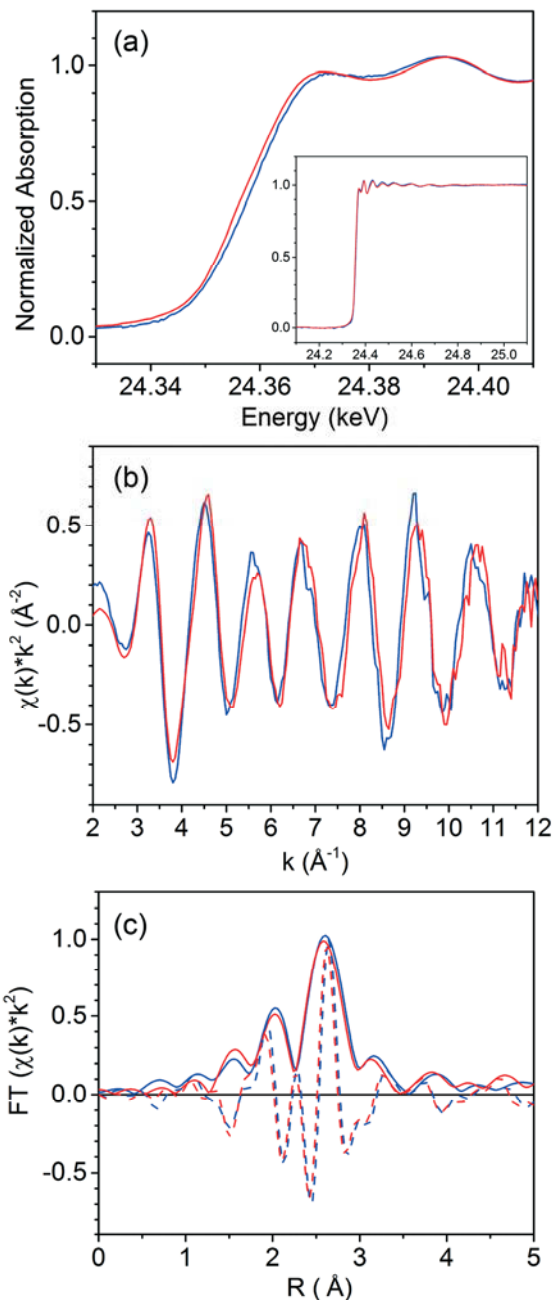 (a)
Normalized Absorption
1.0
0.5
0.0
1.0
0.5
0.0
24.2 24.4 24.6 24.8 25.0
24.34 24.36 24.38 24.40
Energy (keV)
(b)
χ(k)*k² (Å⁻²)
0.5
0.0
-0.5
2 3 4 5 6 7 8 9 10 11 12
k (Å⁻¹)
(c)
FT (χ(k)*k²)
1.0
0.5
0.0
-0.5
0 1 2 3 4 5
R ( Å)